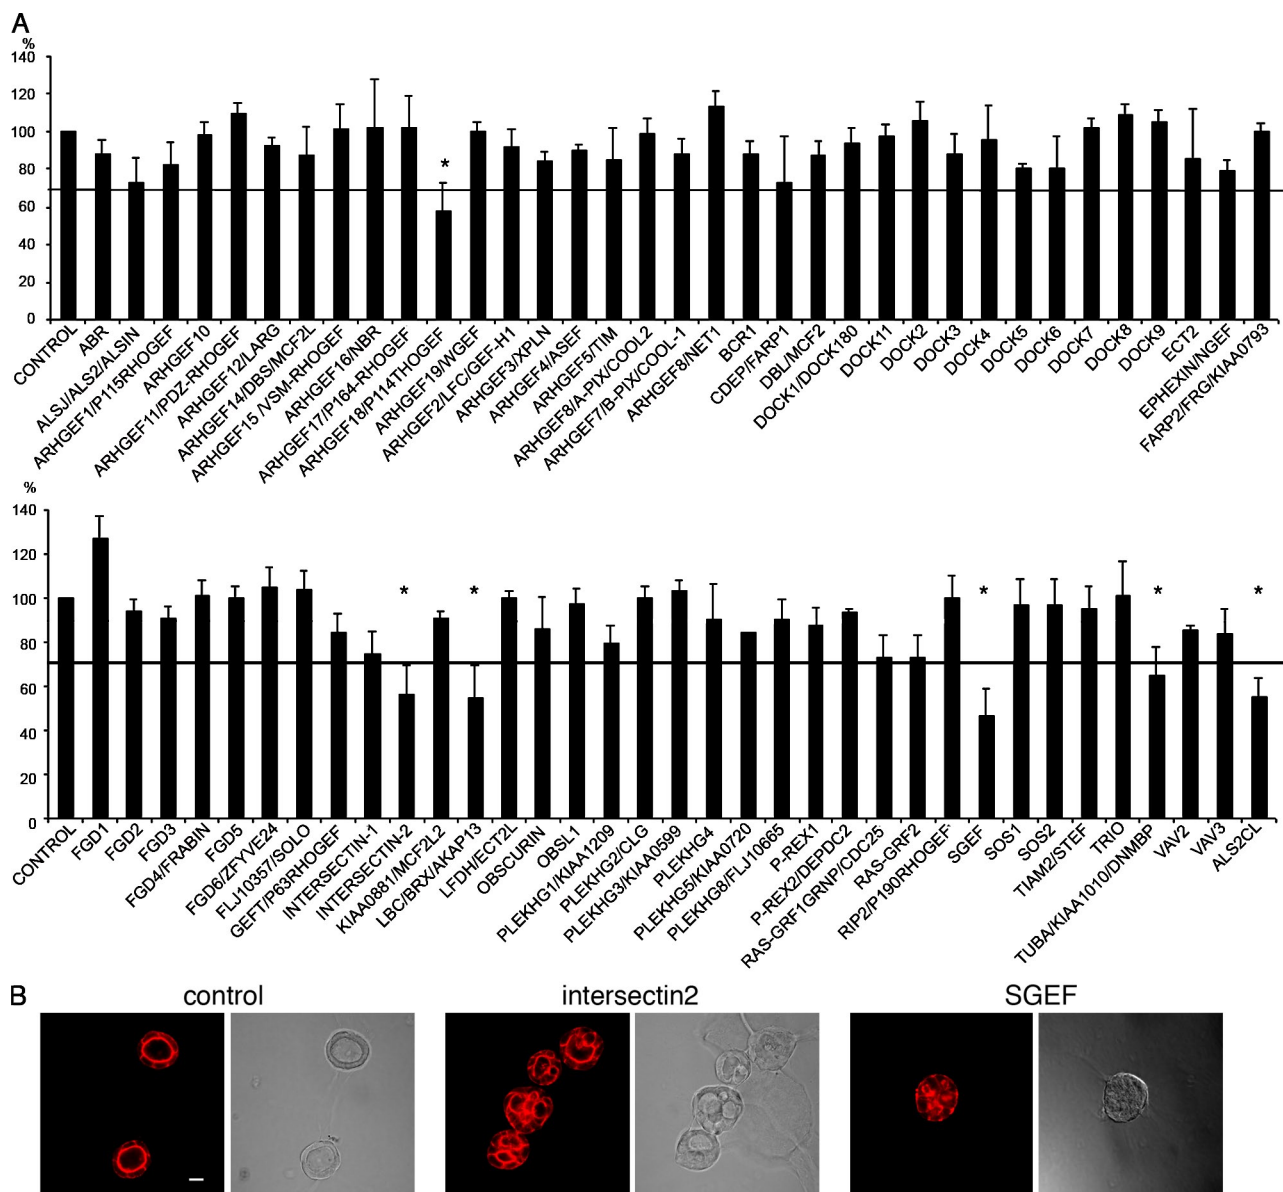 A
%
140
120
100
80
60
40
20
0
*
CONTROL
ABR
ALSJ/ALS2/ALSIN
ARHGEF1/P115RHOGEF
ARHGEF10
ARHGEF11/PDZ-RHOGEF
ARHGEF12/LARG
ARHGEF14/DBS/MCF2L
ARHGEF15 /VSM-RHOGEF
ARHGEF16/NBR
ARHGEF17/P164-RHOGEF
ARHGEF18/P114THOGEF
ARHGEF19/WGEF
ARHGEF2/LFC/GEF-H1
ARHGEF3/XPLN
ARHGEF4/ASEF
ARHGEF5/TIM
ARHGEF8/A-PIX/COOL2
ARHGEF7/B-PIX/COOL-1
ARHGEF8/NET1
BCR1
CDEP/FARP1
DBL/MCF2
DOCK1/DOCK180
DOCK11
DOCK2
DOCK3
DOCK4
DOCK5
DOCK6
DOCK7
DOCK8
DOCK9
ECT2
EPHEXIN/NGEF
FARP2/FRG/KIAA0793
%
140
120
100
80
60
40
20
0
* * * * *
CONTROL
FGD1
FGD2
FGD3
FGD4/FRABIN
FGD5
FGD6/ZFYVE24
FLJ10357/SOLO
GEFT/P63RHOGEF
INTERSECTIN-1
INTERSECTIN-2
KIAA0881/MCF2L2
LBC/BRX/AKAP13
LFDH/ECT2L
OBSCURIN
OBSL1
PLEKHG1/KIAA1209
PLEKHG2/CLG
PLEKHG3/KIAA0599
PLEKHG4
PLEKHG5/KIAA0720
PLEKHG8/FLJ10665
P-REX1
P-REX2/DEPDC2
RAS-GRF1GRNP/CDC25
RAS-GRF2
RIP2/P190RHOGEF
SGEF
SOS1
SOS2
TIAM2/STEF
TRIO
TUBA/KIAA1010/DNMBP
VAV2
VAV3
ALS2CL
B
control
intersectin2
SGEF